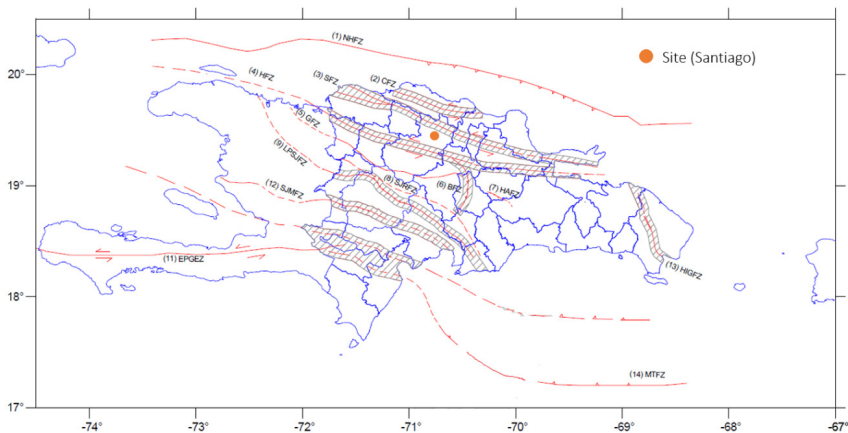 (1) NHFZ
Site (Santiago)
20°
(4) HFZ
(3) SFZ
(2) CFZ
(5) GFZ
(9) LPSJFZ
19°
(12) SJMFZ
(8) SJRFZ
(6) BFZ
(7) HAFZ
(11) EPGEZ
(13) HIGFZ
18°
(14) MTFZ
17°
-74°
-73°
-72°
-71°
-70°
-69°
-68°
-67°